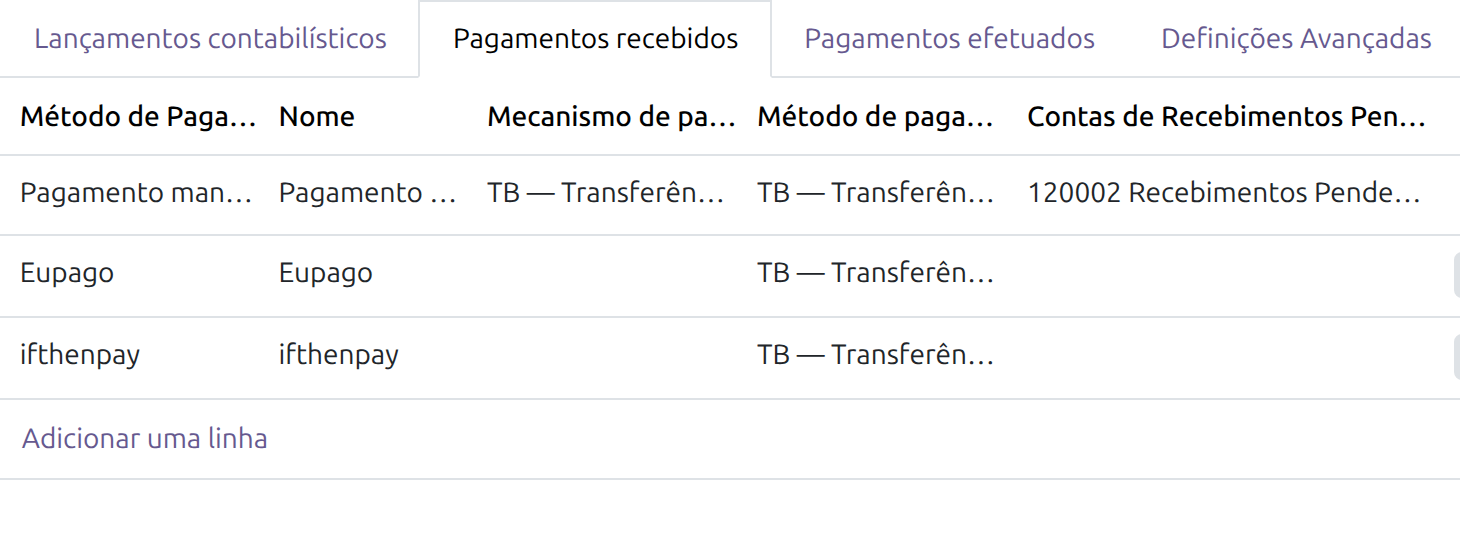 Lançamentos contabilísticos Pagamentos recebidos Pagamentos efetuados Definições Avançadas
Método de Paga... Nome Mecanismo de pa... Método de paga... Contas de Recebimentos Pen...
Pagamento man... Pagamento ... TB — Transferên... TB — Transferên... 120002 Recebimentos Pende...
Eupago Eupago TB — Transferên...
ifthenpay ifthenpay TB — Transferên...
Adicionar uma linha